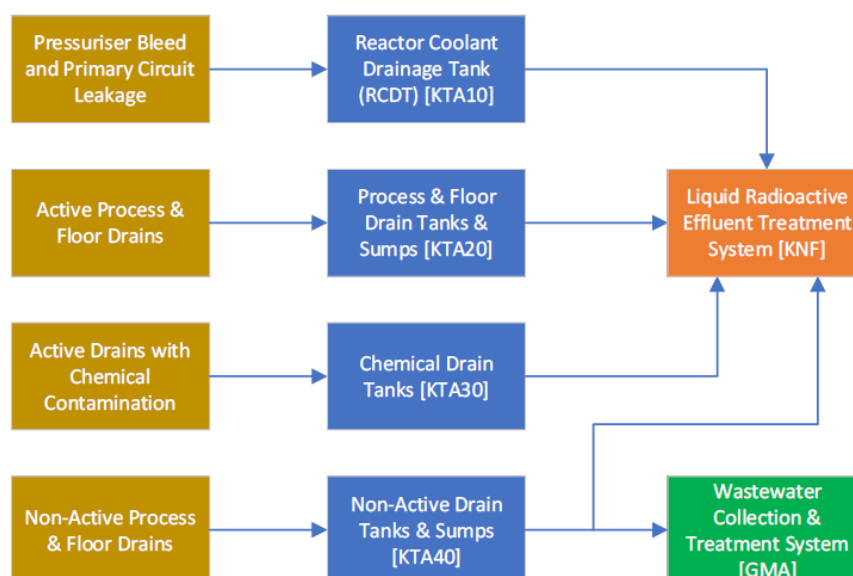 Pressuriser Bleed
and Primary Circuit
Leakage
Reactor Coolant
Drainage Tank
(RCDT) [KTA10]
Active Process &
Floor Drains
Process & Floor
Drain Tanks &
Sumps [KTA20]
Liquid Radioactive
Effluent Treatment
System [KNF]
Active Drains with
Chemical
Contamination
Chemical Drain
Tanks [KTA30]
Non-Active Process
& Floor Drains
Non-Active Drain
Tanks & Sumps
[KTA40]
Wastewater
Collection &
Treatment System
[GMA]